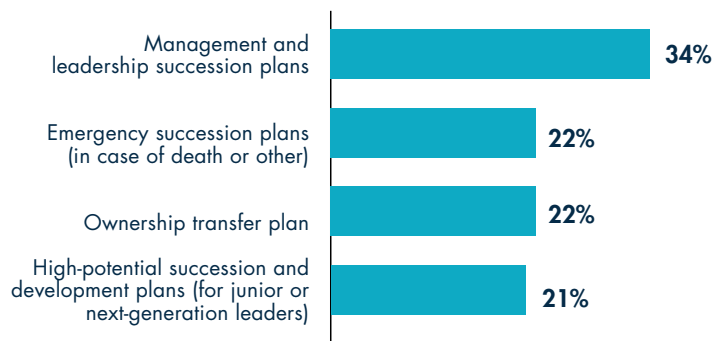 Management and
leadership succession plans
34%
Emergency succession plans
(in case of death or other)
22%
Ownership transfer plan
22%
High-potential succession and
development plans (for junior or
next-generation leaders)
21%